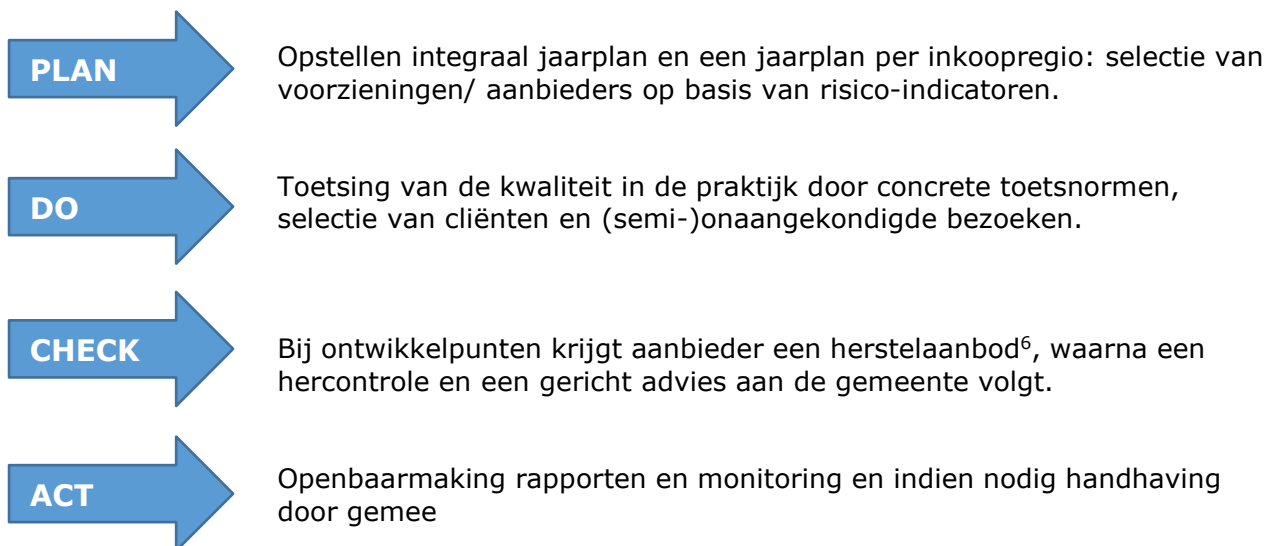 PLAN
Opstellen integraal jaarplan en een jaarplan per inkoopregio: selectie van
voorzieningen/ aanbieders op basis van risico-indicatoren.
DO
Toetsing van de kwaliteit in de praktijk door concrete toetsnormen,
selectie van cliënten en (semi-)onaangekondigde bezoeken.
CHECK
Bij ontwikkelpunten krijgt aanbieder een herstelaanbod⁶, waarna een
hercontrole en een gericht advies aan de gemeente volgt.
ACT
Openbaarmaking rapporten en monitoring en indien nodig handhaving
door gemee